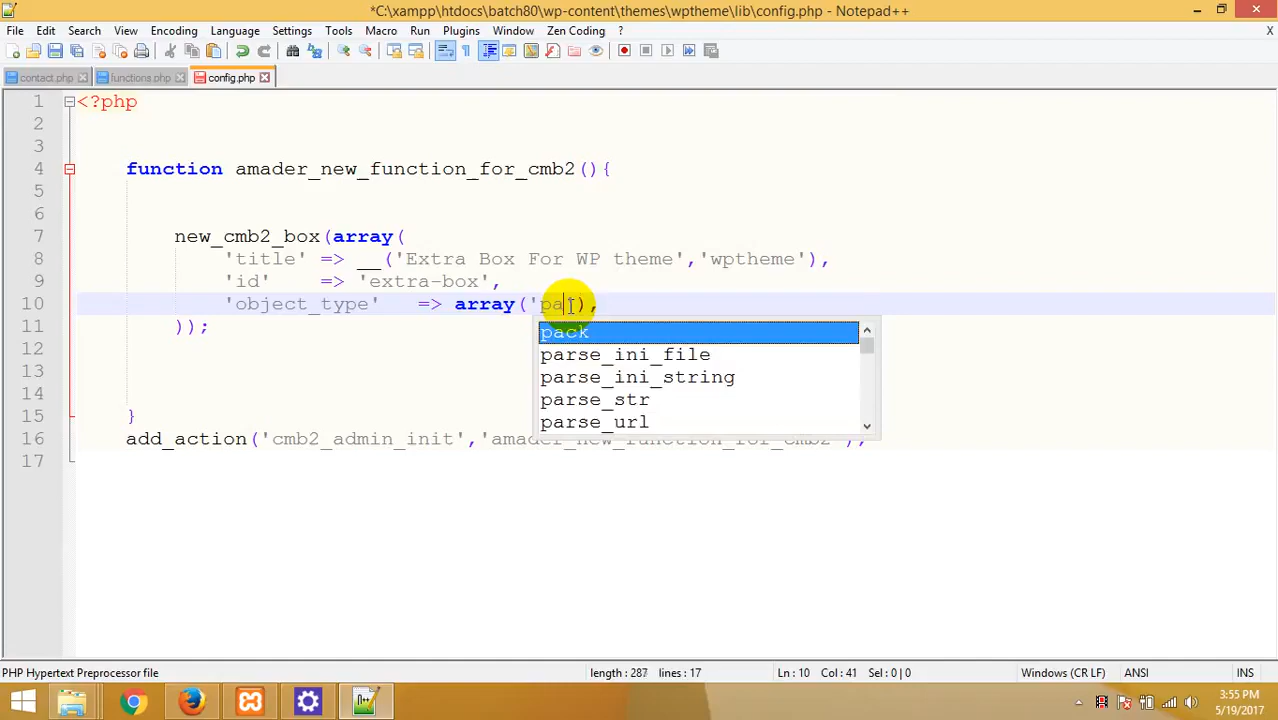 *C:\xampp\htdocs\batch80\wp-content\themes\wptheme\lib\config.php - Notepad++
File Edit Search View Encoding Language Settings Tools Macro Run Plugins Window Zen Coding ? X
contact.php functions.php config.php
1 <?php
2
3
4 function amader_new_function_for_cmb2(){
5
6
7 new_cmb2_box(array(
8 'title' => __('Extra Box For WP theme','wptheme'),
9 'id' => 'extra-box',
10 'object_type' => array('pa'),
11 ));
pack
12
parse_ini_file
13
parse_ini_string
14
parse_str
15 }
parse_url
16 add_action('cmb2_admin_init','amader_new_function_for_cmb2');
17
PHP Hypertext Preprocessor file length : 287 lines : 17 Ln : 10 Col : 41 Sel : 0 | 0 Windows (CR LF) ANSI INS
3:55 PM
5/19/2017